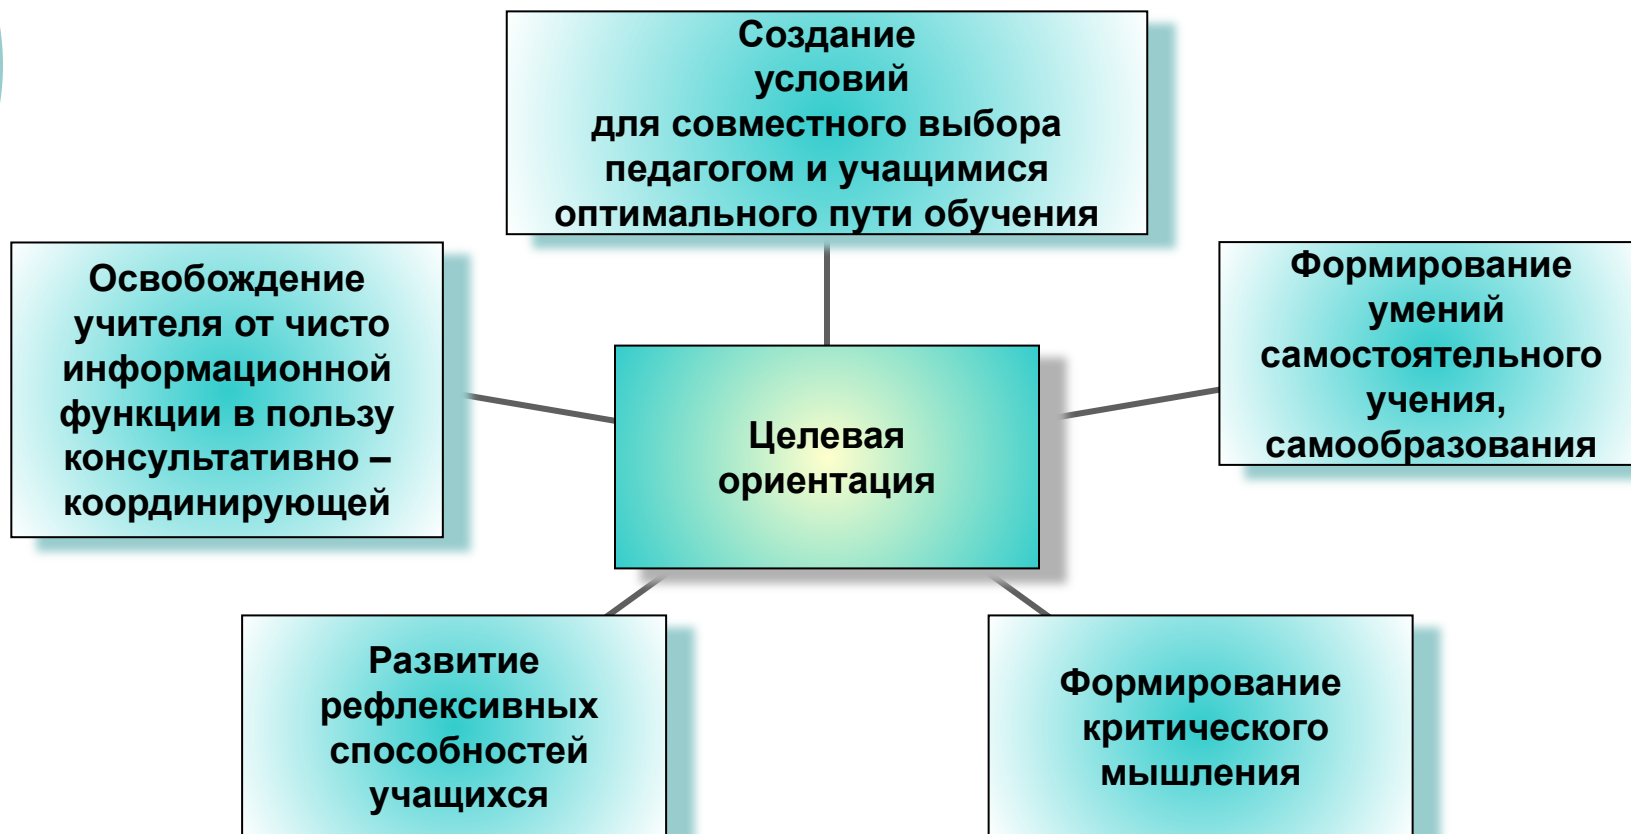 Создание
условий
для совместного выбора
педагогом и учащимися
оптимального пути обучения
Освобождение
учителя от чисто
информационной
функции в пользу
консультативно –
координирующей
Формирование
умений
самостоятельного
учения,
самообразования
Целевая
ориентация
Развитие
рефлексивных
способностей
учащихся
Формирование
критического
мышления